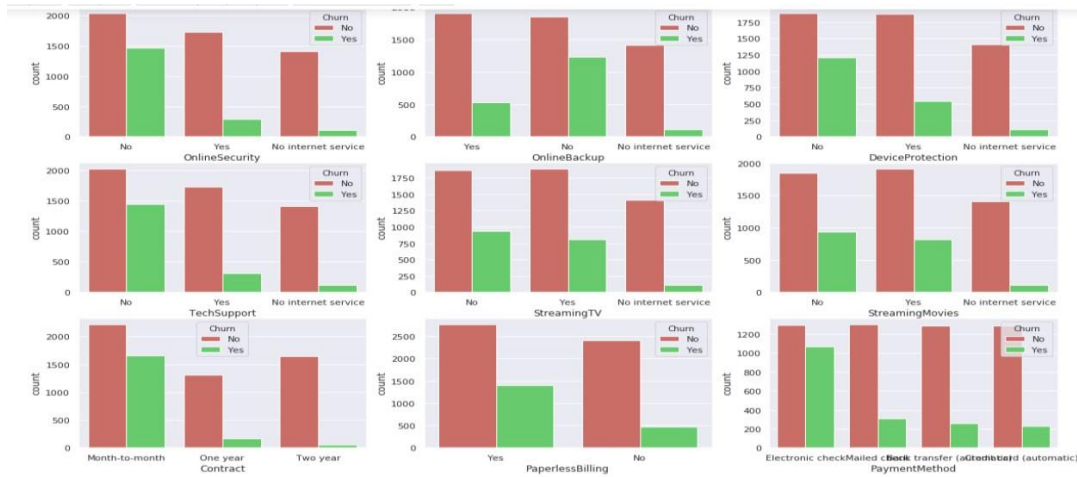 2000
1500
1000
500
0
count
Churn
No
Yes
No Yes No internet service
OnlineSecurity
1500
1000
500
0
count
Churn
No
Yes
Yes No No internet service
OnlineBackup
1750
1500
1250
1000
750
500
250
0
count
Churn
No
Yes
No Yes No internet service
DeviceProtection
2000
1500
1000
500
0
count
Churn
No
Yes
No Yes No internet service
TechSupport
1750
1500
1250
1000
750
500
250
0
count
Churn
No
Yes
No Yes No internet service
StreamingTV
2000
1500
1000
500
0
count
Churn
No
Yes
No Yes No internet service
StreamingMovies
2000
1500
1000
500
0
count
Churn
No
Yes
Month-to-month One year Two year
Contract
2500
2000
1500
1000
500
0
count
Churn
No
Yes
Yes No
PaperlessBilling
1200
1000
800
600
400
200
0
count
Churn
No
Yes
Electronic check Mailed transfer card (automatic)
PaymentMethod